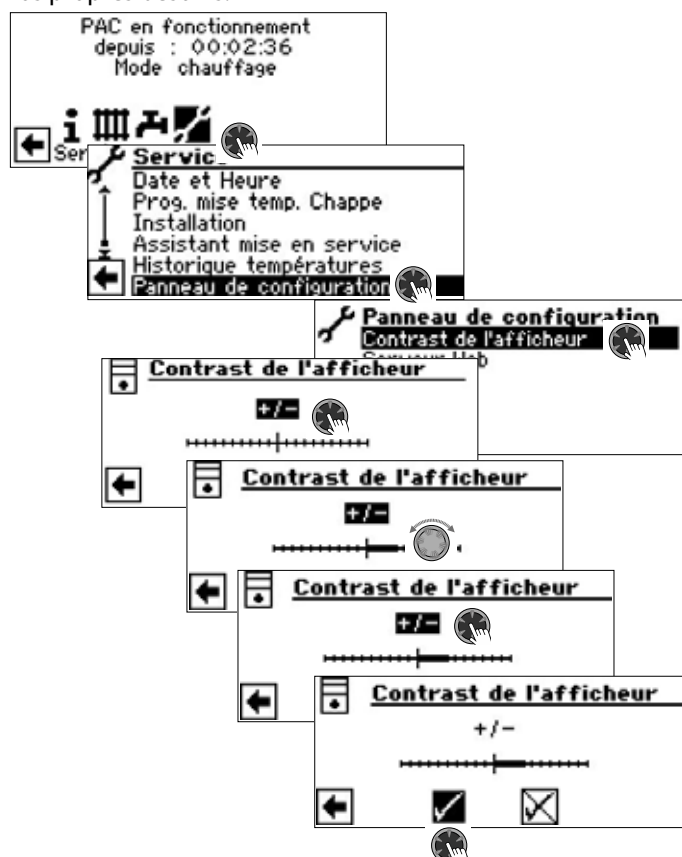 PAC en fonctionnement
depuis : 00:02:36
Mode chauffage
Ser
Servic
Date et Heure
Prog. mise temp. Chappe
Installation
Assistant mise en service
Historique températures
Panneau de configuration
Panneau de configuration
Contrast de l'afficheur
Contrast de l'afficheur
+/-
Contrast de l'afficheur
+/-
Contrast de l'afficheur
+/-
Contrast de l'afficheur
+/-